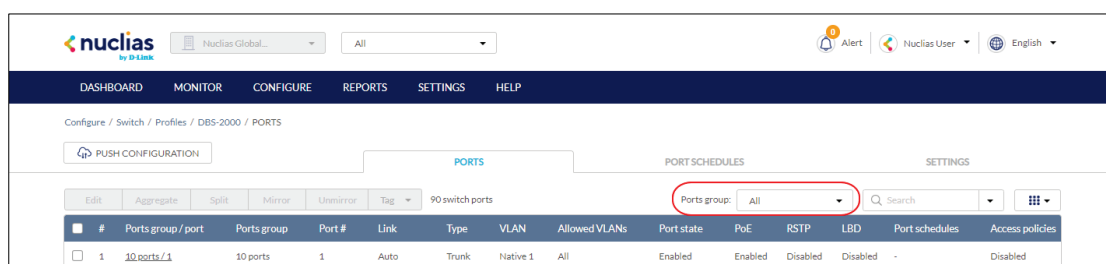 nuclias
by D-Link
Nuclias Global...
All
0
Alert
Nuclias User
English
DASHBOARD MONITOR CONFIGURE REPORTS SETTINGS HELP
Configure / Switch / Profiles / DBS-2000 / PORTS
PUSH CONFIGURATION
PORTS PORT SCHEDULES SETTINGS
Edit Aggregate Split Mirror Unmirror Tag 90 switch ports Ports group: All Search
# Ports group / port Ports group Port # Link Type VLAN Allowed VLANs Port state PoE RSTP LBD Port schedules Access policies
1 10 ports / 1 10 ports 1 Auto Trunk Native 1 All Enabled Enabled Disabled Disabled - Disabled